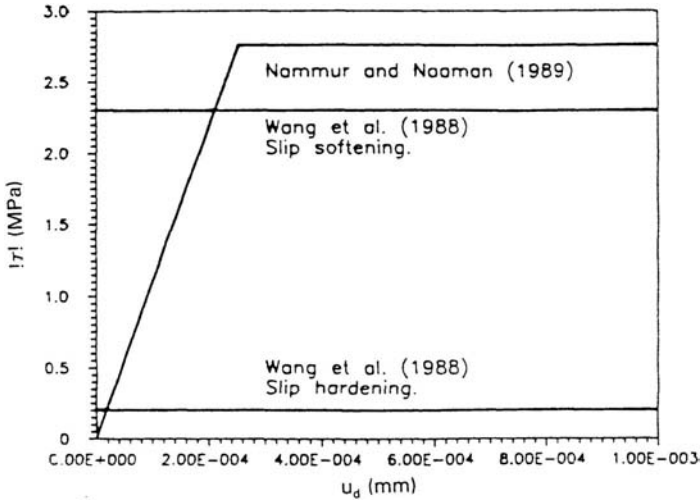 3.0
2.5
2.0
1.5
1.0
0.5
0
|τ| (MPa)
Nammur and Naaman (1989)
Wang et al. (1988)
Slip softening.
Wang et al. (1988)
Slip hardening.
0.00E+000 2.00E-004 4.00E-004 6.00E-004 8.00E-004 1.00E-003
u_d (mm)